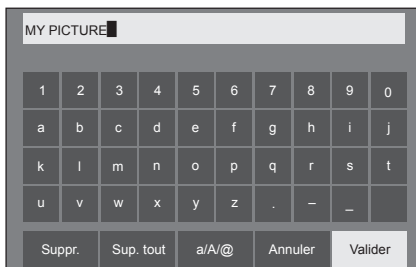 MY PICTURE
1 2 3 4 5 6 7 8 9 0
a b c d e f g h i j
k l m n o p q r s t
u v w x y z . – _
Suppr. Sup. tout a/A/@ Annuler Valider